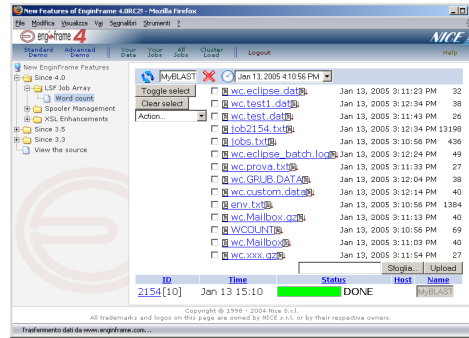 New Features of EnginFrame 4.0RC2! - Mozilla Firefox
File Modifica Visualizza Vai Segnalibri Strumenti ?
enginframe 4 NICE
Standard Demo Advanced Demo Your Data Your Jobs All Jobs Cluster Load Logout Help
New EnginFrame Features
Since 4.0
LSF Job Array
Word count
Spooler Management
XSL Enhancements
Since 3.5
Since 3.3
View the source
MyBLAST Jan 13, 2005 4:10:56 PM
Toggle select
Clear select
Action...
wc.eclipse.dat Jan 13, 2005 3:11:23 PM 32
wc.test1.dat Jan 13, 2005 3:12:34 PM 38
wc.test.dat Jan 13, 2005 3:11:43 PM 26
job2154.txt Jan 13, 2005 3:12:34 PM 13198
jobs.txt Jan 13, 2005 3:10:56 PM 436
wc.eclipse_batch.log Jan 13, 2005 3:12:24 PM 49
wc.prova.txt Jan 13, 2005 3:11:33 PM 27
wc.GRUB.DATA Jan 13, 2005 3:12:04 PM 38
wc.custom.data Jan 13, 2005 3:12:14 PM 40
env.txt Jan 13, 2005 3:10:56 PM 1384
wc.Mailbox.gz Jan 13, 2005 3:11:13 PM 40
WCOUNT Jan 13, 2005 3:10:56 PM 69
wc.Mailbox Jan 13, 2005 3:11:03 PM 40
wc.xxx.gz Jan 13, 2005 3:11:54 PM 27
Sfoglia... Upload
ID Time Status Host Name
2154[10] Jan 13 15:10 DONE MyBLAST
Copyright @ 1998 - 2004 Nice S.r.l.
All trademarks and logos on this page are owned by NICE s.r.l. or by their respective owners.
Trasferimento dati da www.enginframe.com...